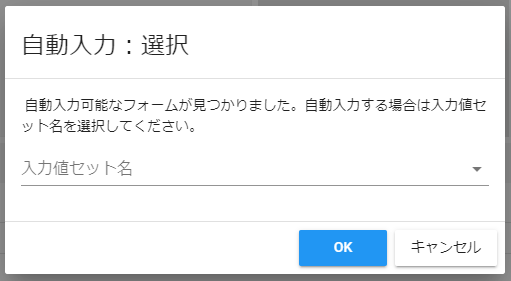 自動入力：選択
自動入力可能なフォームが見つかりました。自動入力する場合は入力値セ
ット名を選択してください。
入力値セット名
OK
キャンセル